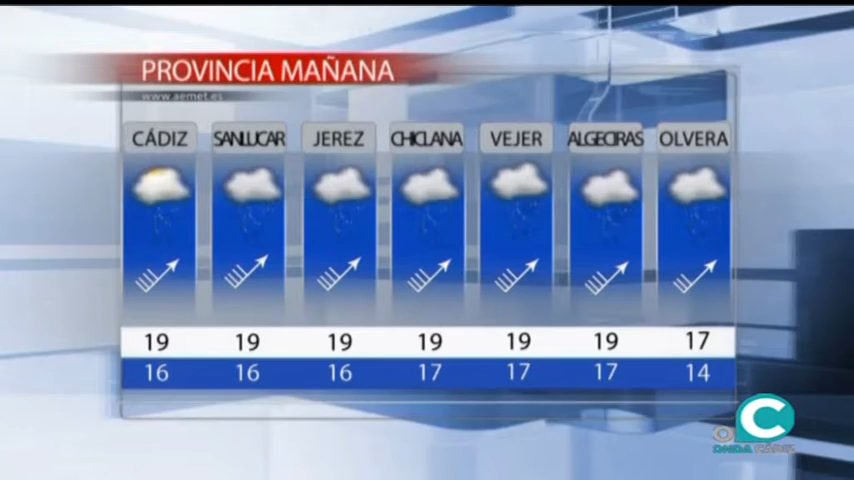 PROVINCIA MAÑANA
www.aemet.es
CÁDIZ SANLUCAR JEREZ CHICLANA VEJER ALGECIRAS OLVERA
19 19 19 19 19 19 17
16 16 16 17 17 17 14
C
ONDA CÁDIZ